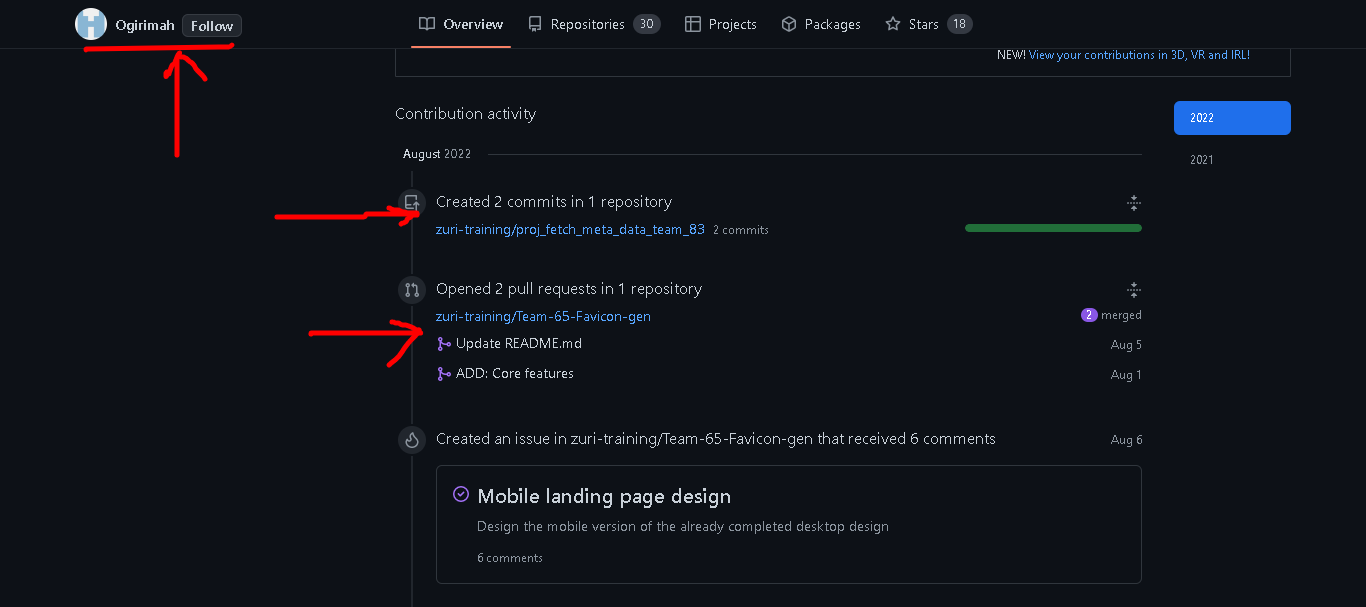 Ogirimah Follow
Overview Repositories 30 Projects Packages Stars 18
NEW! View your contributions in 3D, VR and IRL!
Contribution activity
2022
2021
August 2022
Created 2 commits in 1 repository
zuri-training/proj_fetch_meta_data_team_83 2 commits
Opened 2 pull requests in 1 repository
zuri-training/Team-65-Favicon-gen 2 merged
Update README.md Aug 5
ADD: Core features Aug 1
Created an issue in zuri-training/Team-65-Favicon-gen that received 6 comments Aug 6
Mobile landing page design
Design the mobile version of the already completed desktop design
6 comments